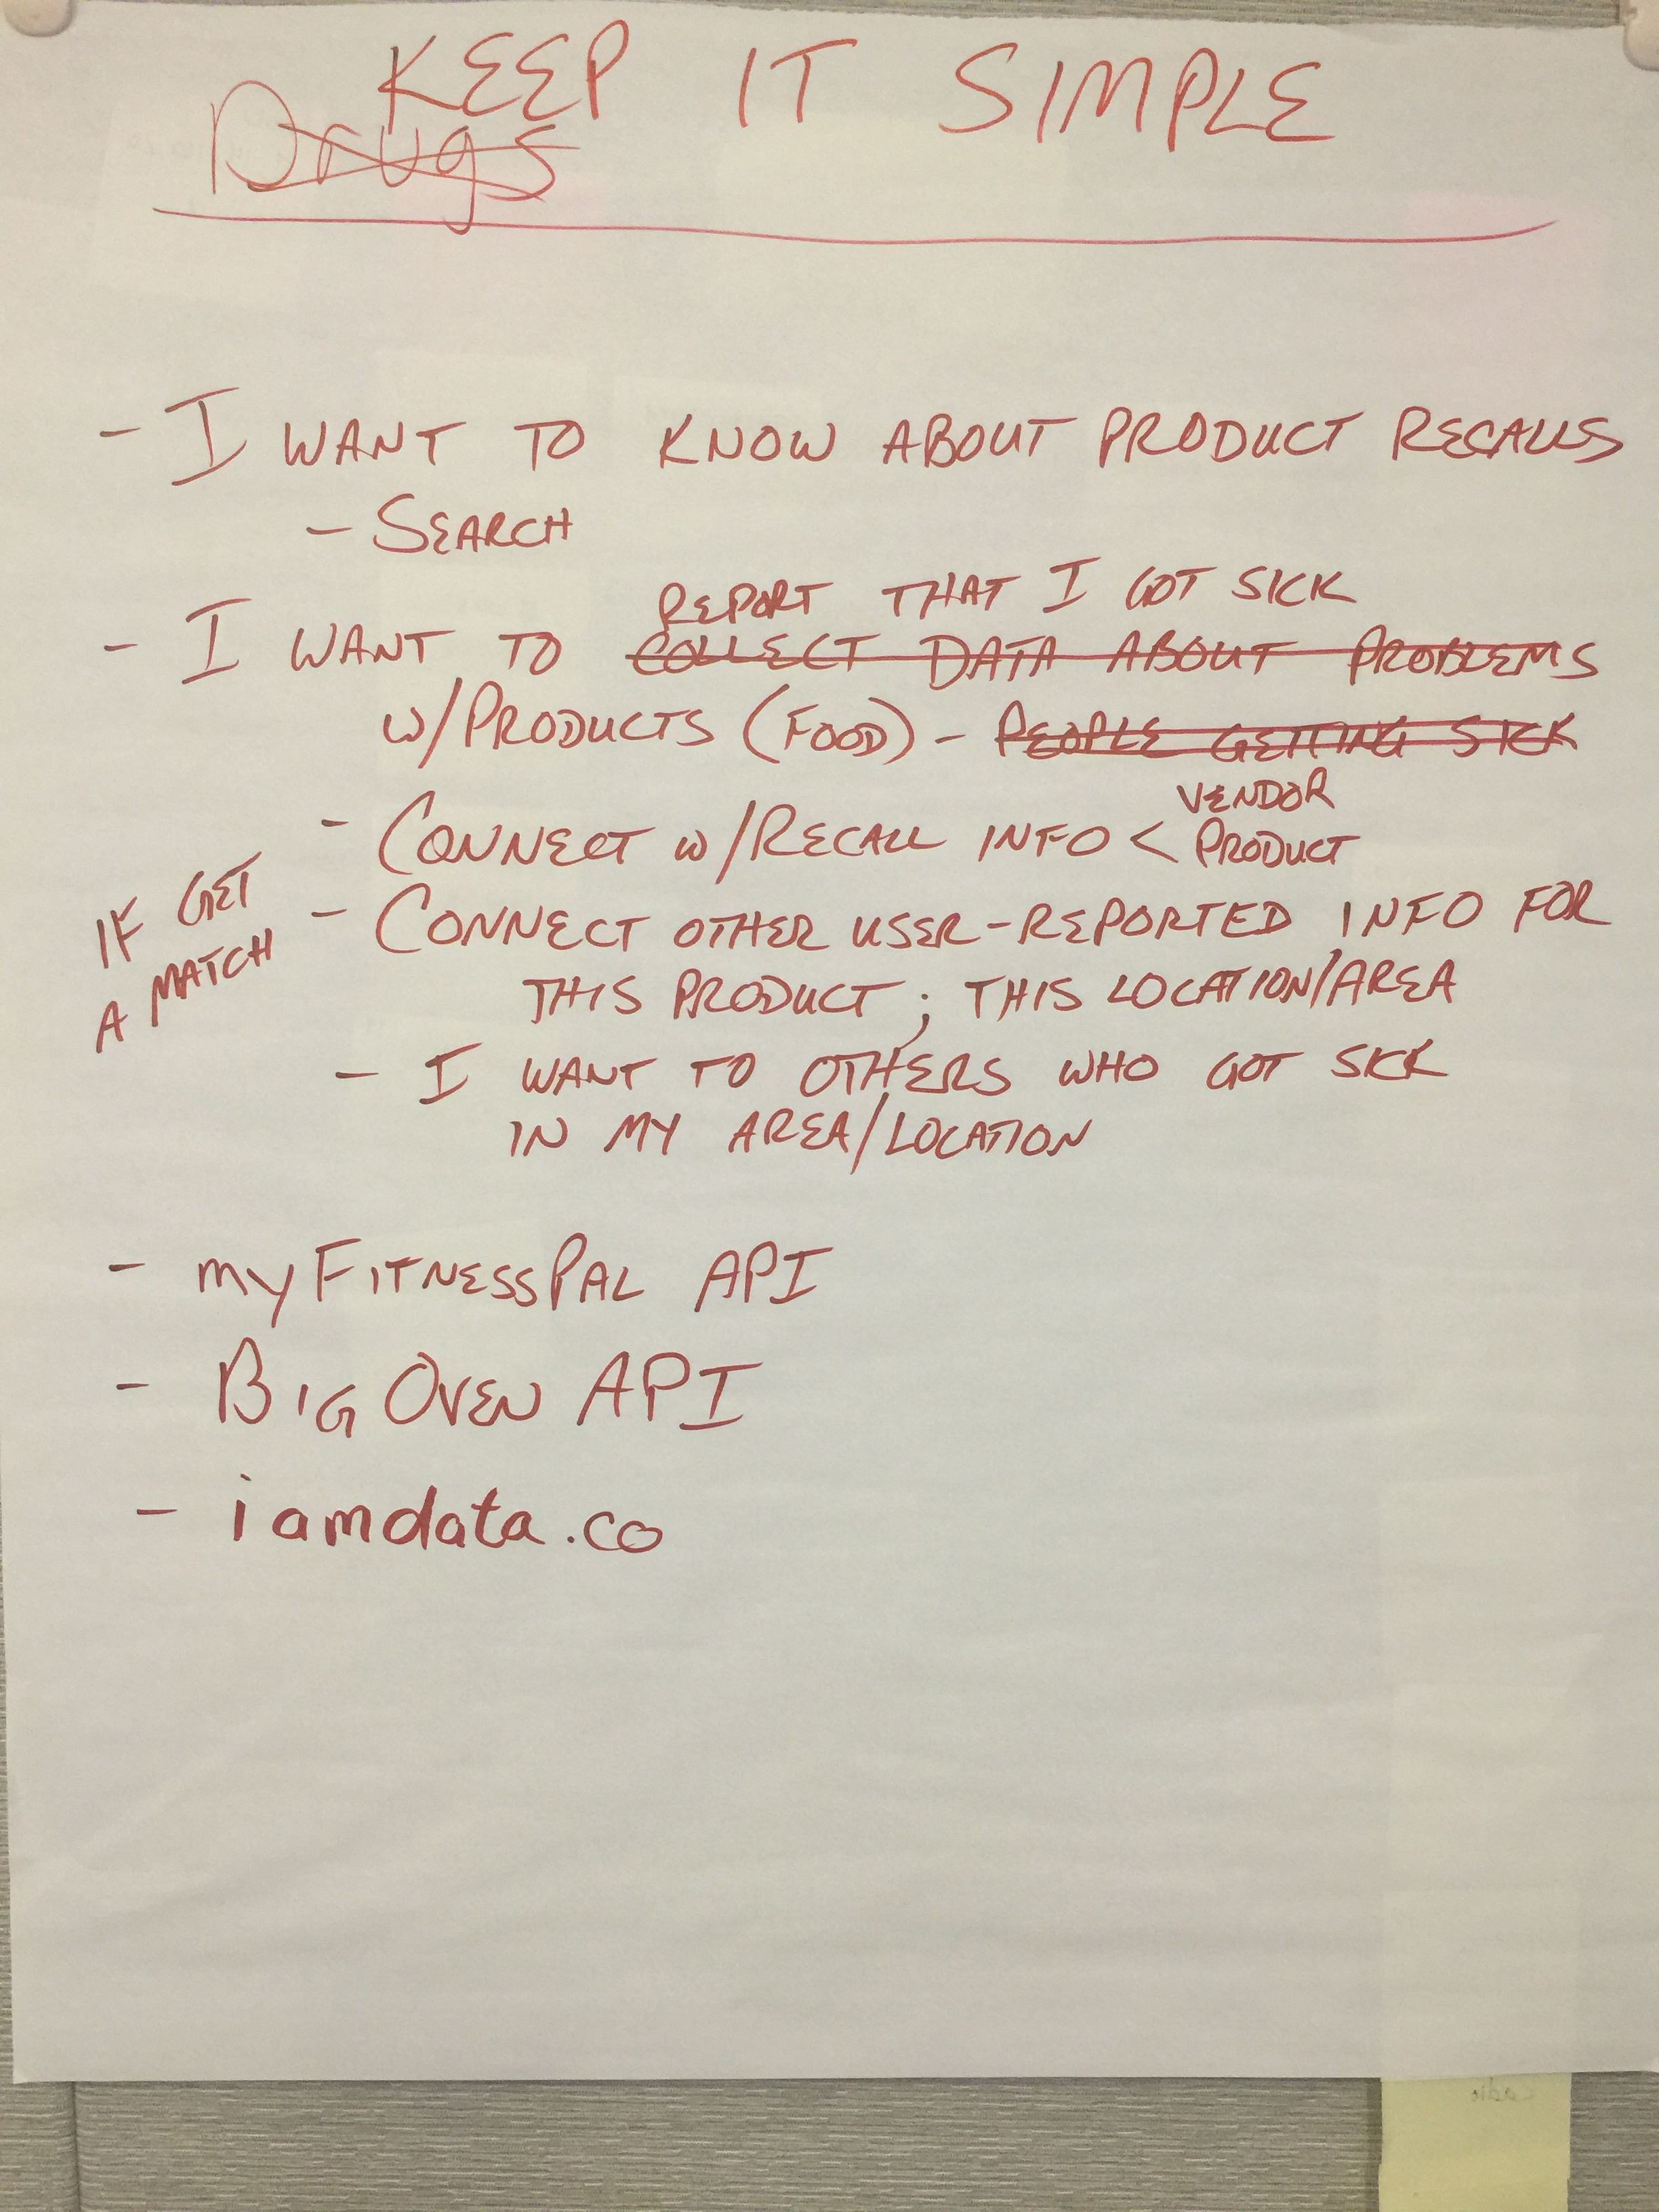 KEEP IT SIMPLE
Drugs
- I WANT TO KNOW ABOUT PRODUCT RECALLS
- SEARCH
REPORT THAT I GOT SICK
- I WANT TO COLLECT DATA ABOUT PROBLEMS
W/PRODUCTS (FOOD) - PEOPLE GETTING SICK
VENDOR
- CONNECT W/RECALL INFO < PRODUCT
IF GET
A MATCH
- CONNECT OTHER USER-REPORTED INFO FOR
THIS PRODUCT; THIS LOCATION/AREA
- I WANT TO OTHERS WHO GOT SICK
IN MY AREA/LOCATION
- myFITNESSPAL API
- BIG OVEN API
- iamdata.co